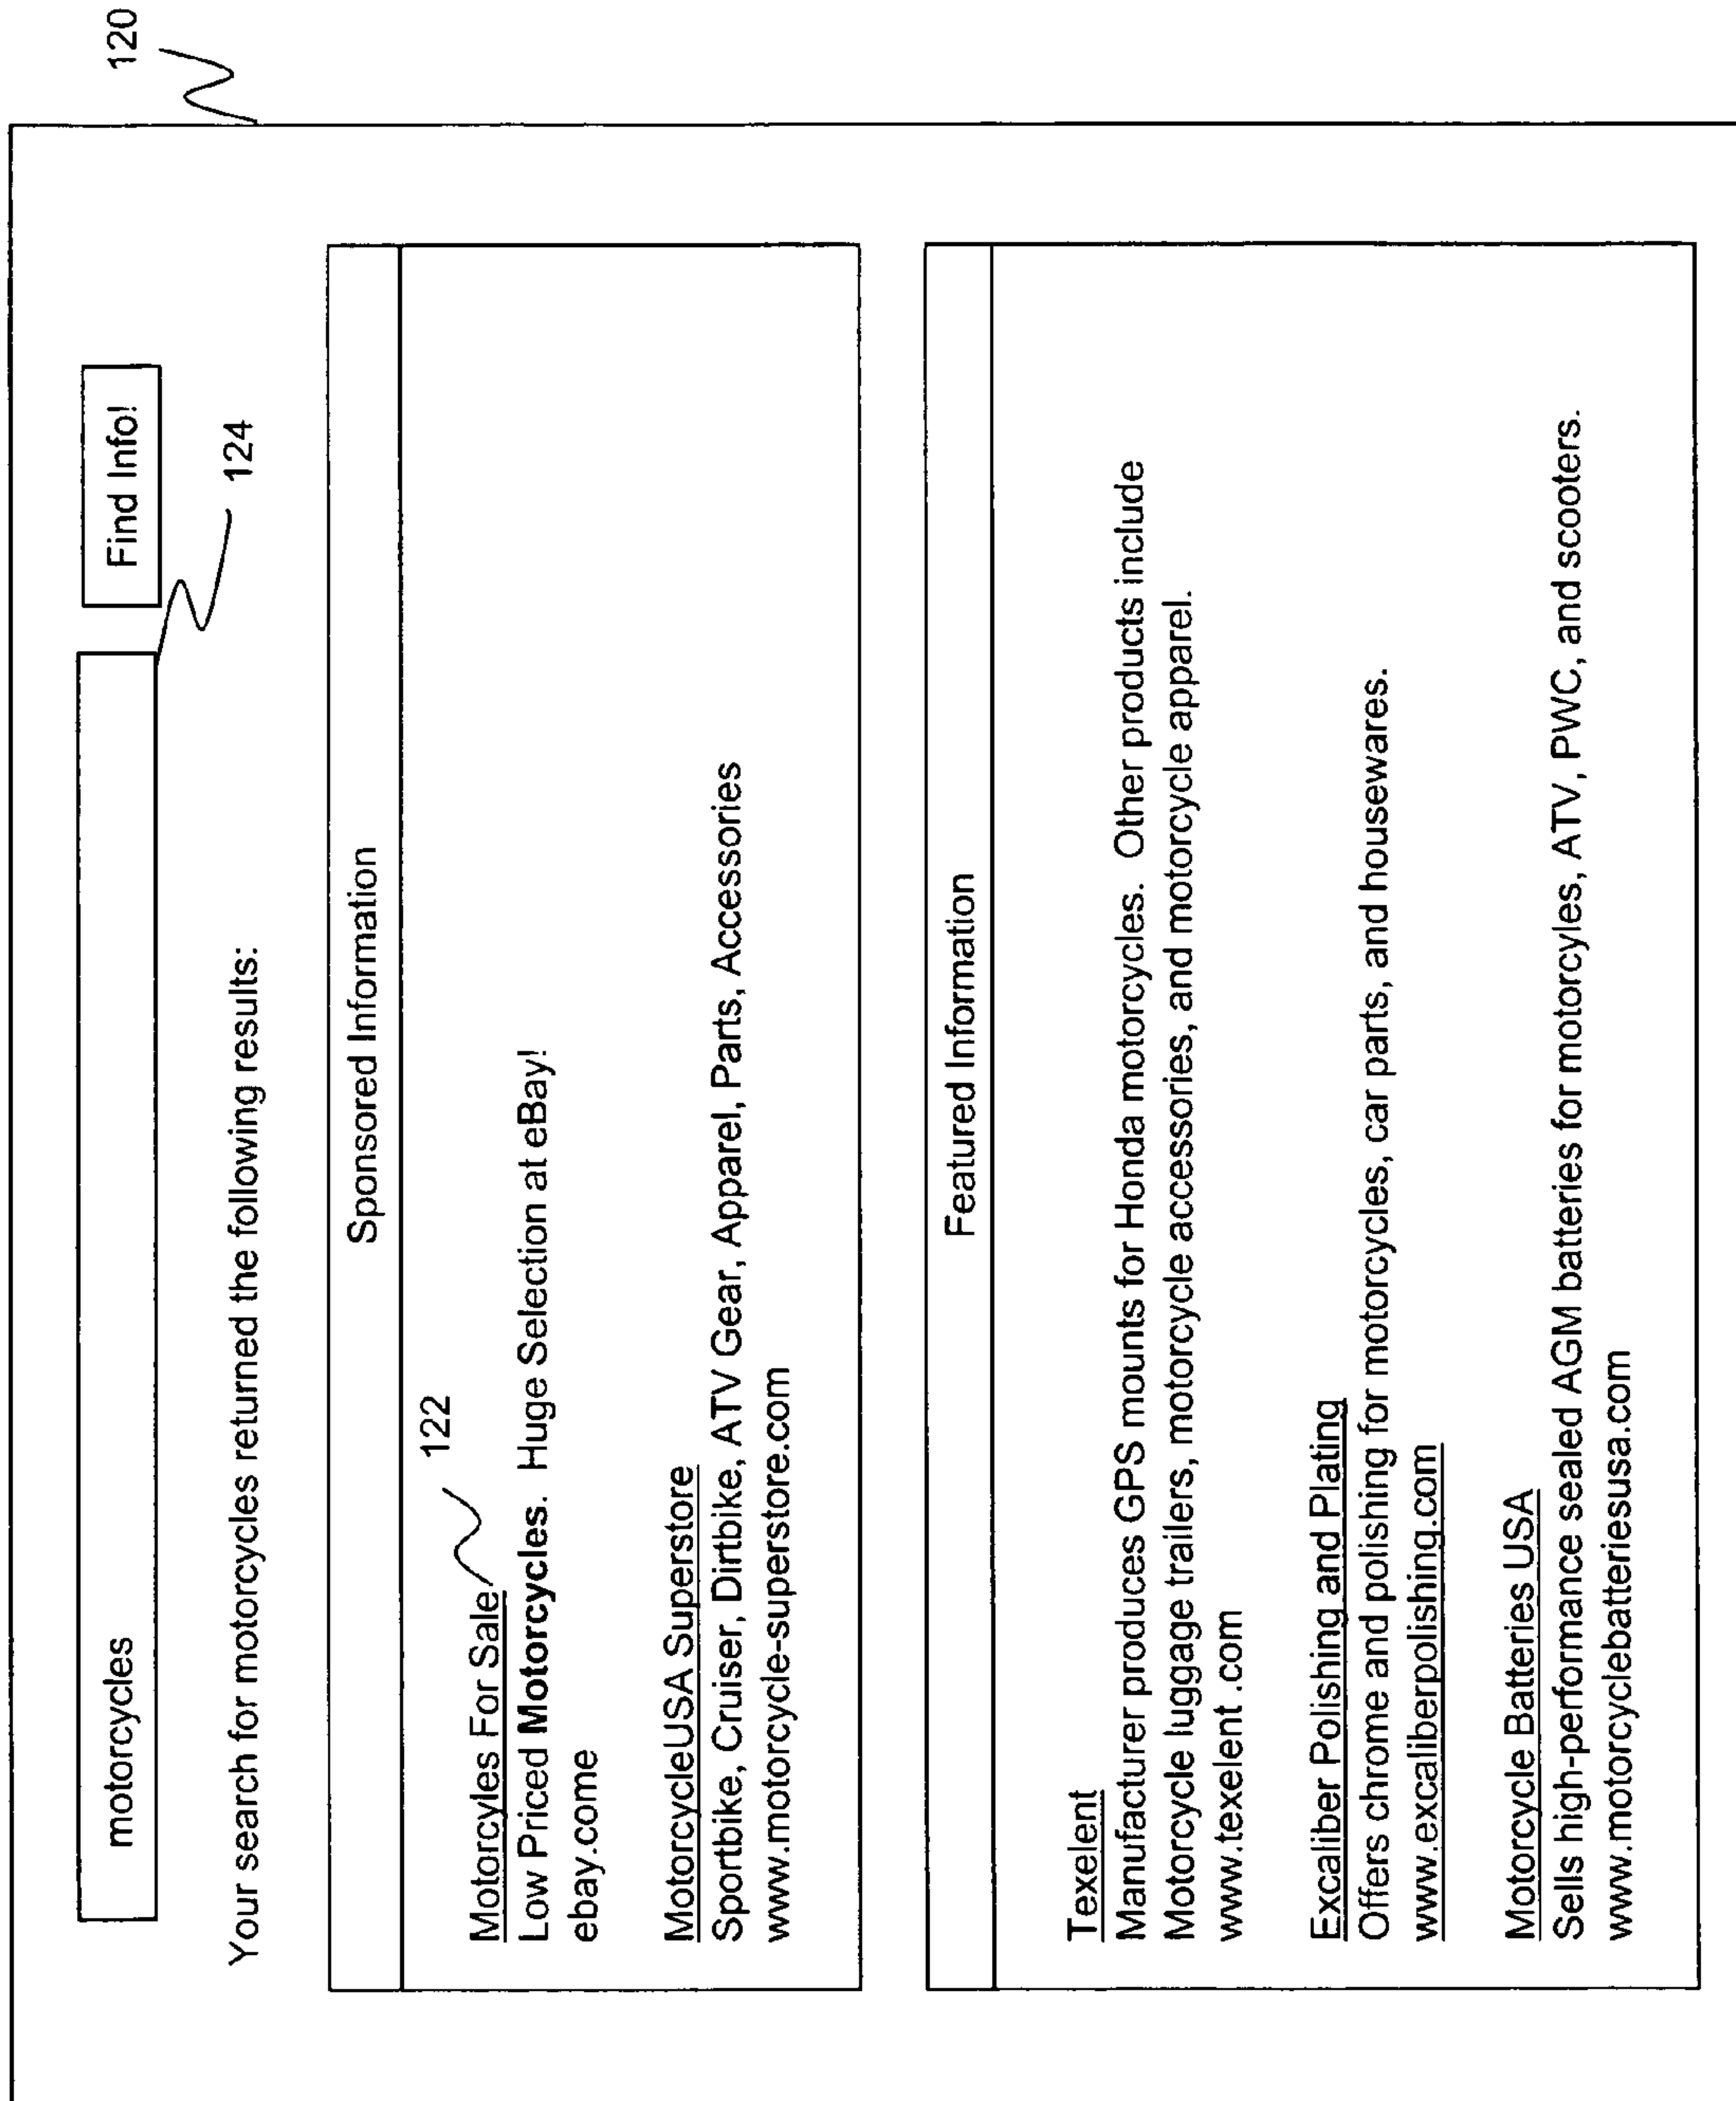 120
motorcycles
Find Info!
124
Your search for motorcycles returned the following results:
Sponsored Information
122
Motorcyles For Sale
Low Priced Motorcycles. Huge Selection at eBay!
ebay.come
MotorcycleUSA Superstore
Sportbike, Cruiser, Dirtbike, ATV Gear, Apparel, Parts, Accessories
www.motorcycle-superstore.com
Featured Information
Texelent
Manufacturer produces GPS mounts for Honda motorcycles. Other products include
Motorcycle luggage trailers, motorcycle accessories, and motorcycle apparel.
www.texelent .com
Excaliber Polishing and Plating
Offers chrome and polishing for motorcycles, car parts, and housewares.
www.excaliberpolishing.com
Motorcycle Batteries USA
Sells high-performance sealed AGM batteries for motorcyles, ATV, PWC, and scooters.
www.motorcyclebatteriesusa.com